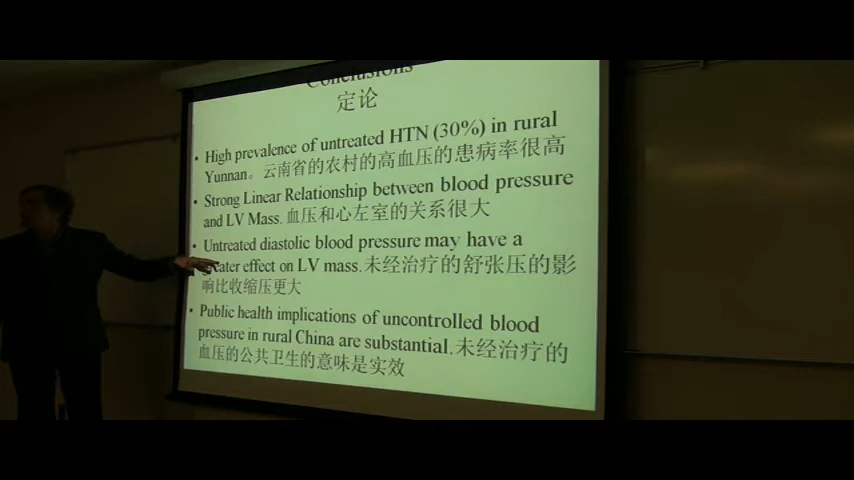 Conclusions
定论
• High prevalence of untreated HTN (30%) in rural
Yunnan。云南省的农村的高血压的患病率很高
• Strong Linear Relationship between Blood pressure
and LV Mass. 血压和心左室的关系很大
• Untreated diastolic blood pressure may have a
greater effect on LV mass. 未经治疗的舒张压的影
响比收缩压更大
• Public health implications of uncontrolled blood
pressure in rural China are substantial. 未经治疗的
血压的公共卫生的意味是实效